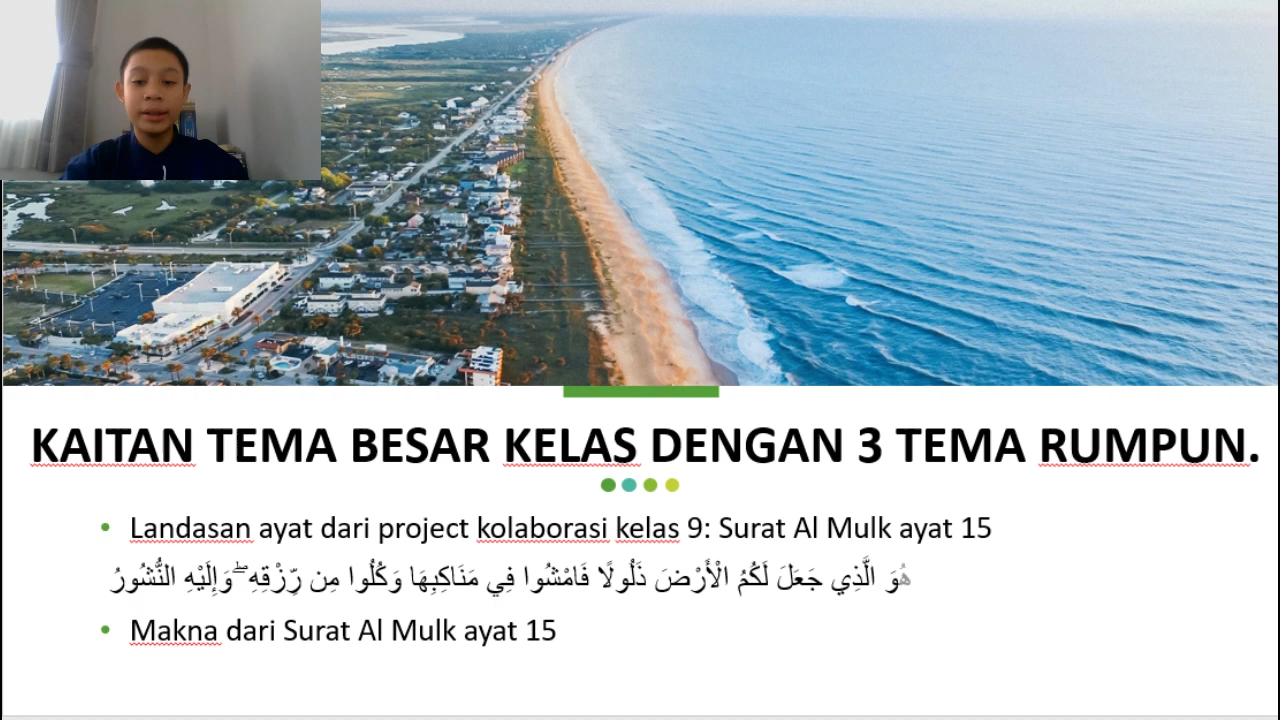 KAITAN TEMA BESAR KELAS DENGAN 3 TEMA RUMPUN.
• Landasan ayat dari project kolaborasi kelas 9: Surat Al Mulk ayat 15
هُوَ الَّذِي جَعَلَ لَكُمُ الْأَرْضَ ذَلُولًا فَامْشُوا فِي مَنَاكِبِهَا وَكُلُوا مِن رِّزْقِهِ ۖ وَإِلَيْهِ النُّشُورُ
• Makna dari Surat Al Mulk ayat 15